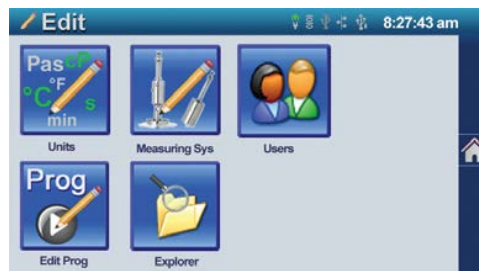 Edit
8:27:43 am
Pas cP
°F
°C s
min
Units
Measuring Sys
Users
Prog
Edit Prog
Explorer